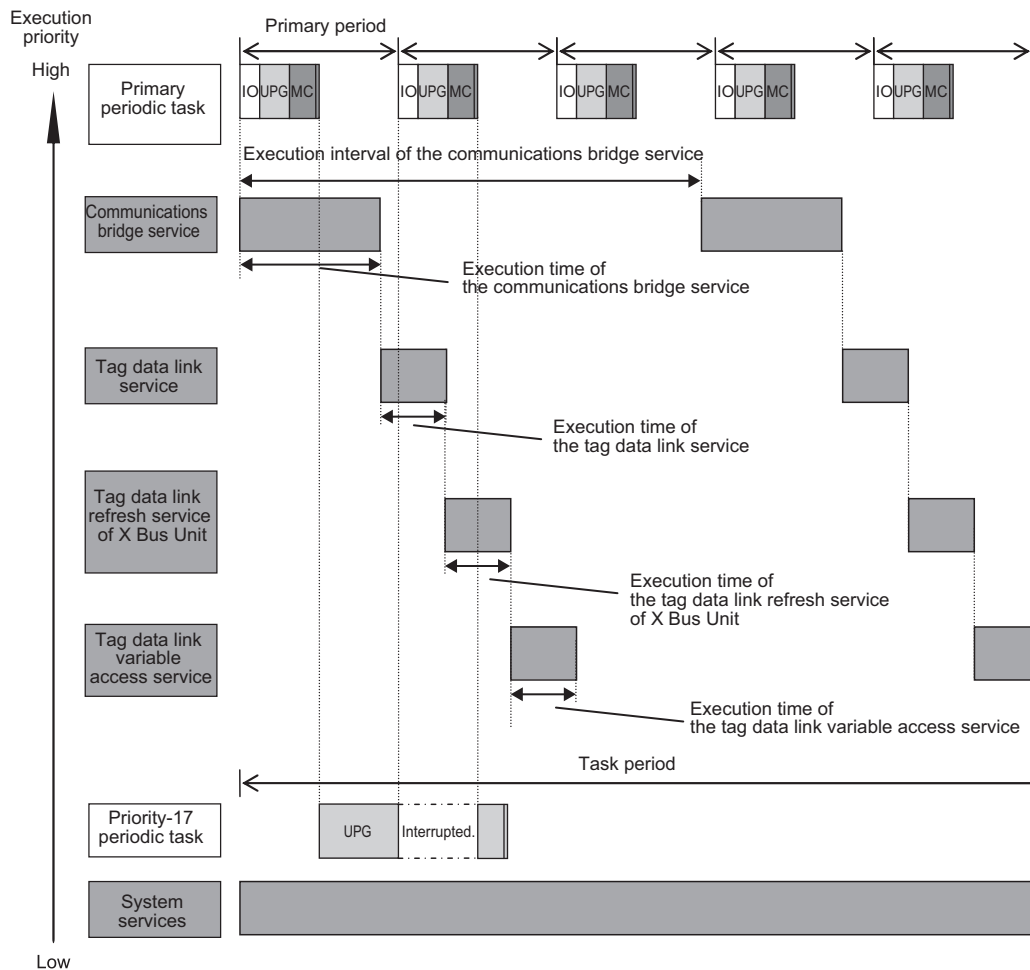 Execution
priority
High
Primary period
Primary
periodic task
IO UPG MC
IO UPG MC
IO UPG MC
IO UPG MC
IO UPG MC
Execution interval of the communications bridge service
Communications
bridge service
Execution time of
the communications bridge service
Tag data link
service
Execution time of
the tag data link service
Tag data link
refresh service
of X Bus Unit
Execution time of
the tag data link refresh service
of X Bus Unit
Tag data link
variable
access service
Execution time of
the tag data link variable access service
Task period
Priority-17
periodic task
UPG
Interrupted.
System
services
Low